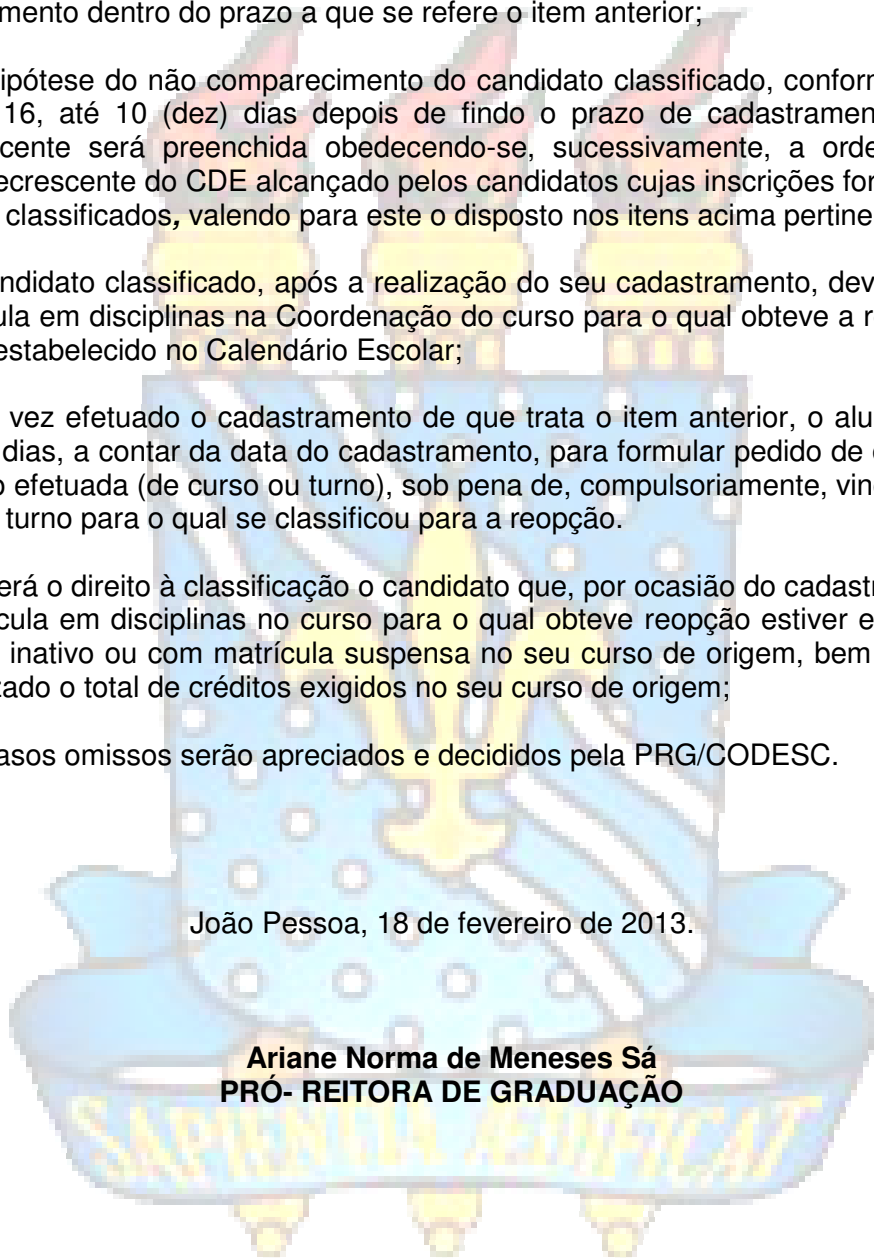 mento dentro do prazo a que se refere o item anterior;
ipótese do não comparecimento do candidato classificado, conforn
16, até 10 (dez) dias depois de findo o prazo de cadastramen
cente será preenchida obedecendo-se, sucessivamente, a orde
ecrescente do CDE alcançado pelos candidatos cujas inscrições for
classificados, valendo para este o disposto nos itens acima pertine
ndidato classificado, após a realização do seu cadastramento, dev
ula em disciplinas na Coordenação do curso para o qual obteve a r
estabelecido no Calendário Escolar;
vez efetuado o cadastramento de que trata o item anterior, o alu
dias, a contar da data do cadastramento, para formular pedido de
o efetuada (de curso ou turno), sob pena de, compulsoriamente, vin
turno para o qual se classificou para a reopção.
erá o direito à classificação o candidato que, por ocasião do cadast
cula em disciplinas no curso para o qual obteve reopção estiver e
inativo ou com matrícula suspensa no seu curso de origem, bem
zado o total de créditos exigidos no seu curso de origem;
asos omissos serão apreciados e decididos pela PRG/CODESC.
João Pessoa, 18 de fevereiro de 2013.
Ariane Norma de Meneses Sá
PRÓ- REITORA DE GRADUAÇÃO
SAPIENCIA ÆDIFICAT